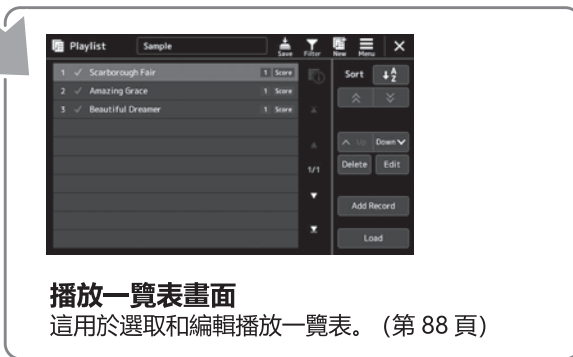 Playlist Sample Save Filter New Menu
1 Scarborough Fair 1 Score
2 Amazing Grace 1 Score
3 Beautiful Dreamer 1 Score
Sort A Z
Up Down
1/1
Delete Edit
Add Record
Load
播放一覽表畫面
這用於選取和編輯播放一覽表。 (第 88 頁)